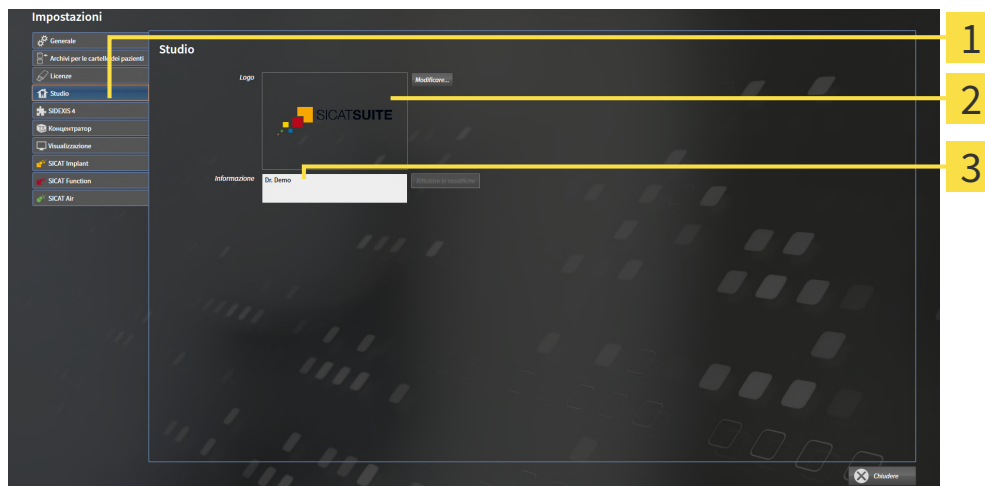 Impostazioni
Generale
Archivi per le cartelle dei pazienti
Licenze
Studio
SIDEXIS 4
Концентратор
Visualizzazione
SICAT Implant
SICAT Function
SICAT Air
Studio
Logo
SICATSUITE
Modificare...
Informazione
Dr. Demo
Chiudere
1
2
3